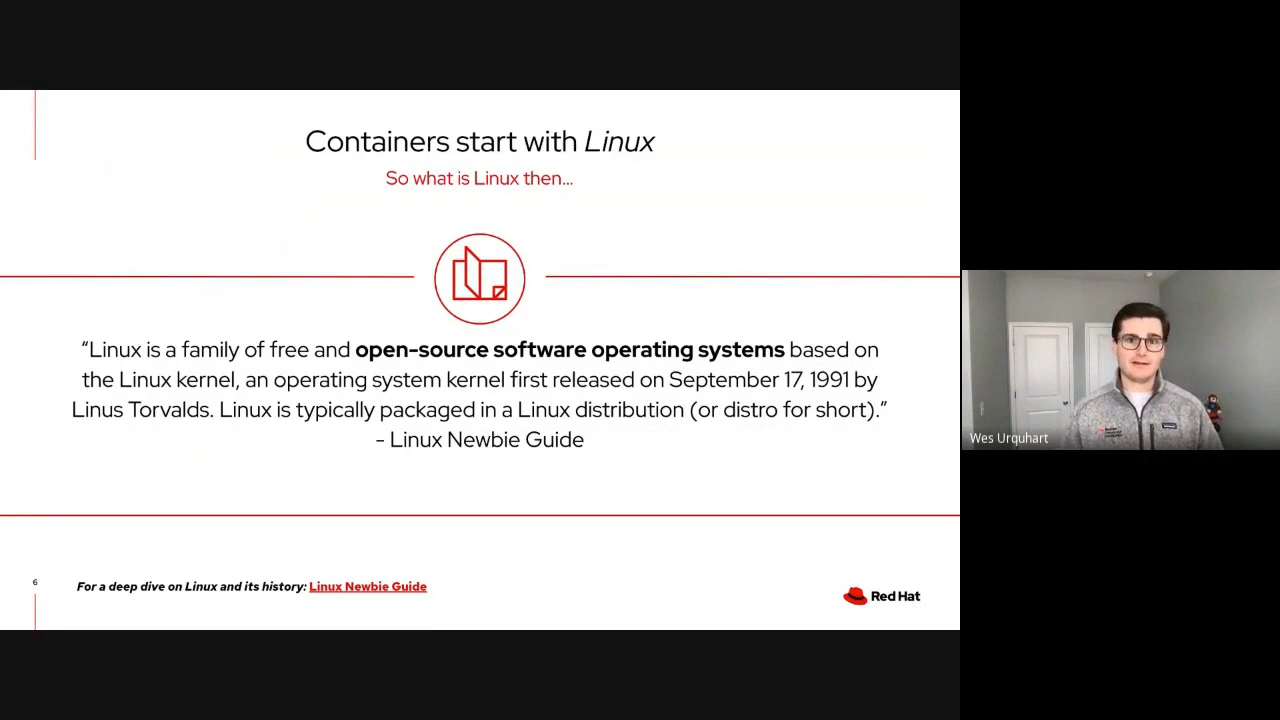 Containers start with Linux
So what is Linux then...
“Linux is a family of free and open-source software operating systems based on
the Linux kernel, an operating system kernel first released on September 17, 1991 by
Linus Torvalds. Linux is typically packaged in a Linux distribution (or distro for short).”
- Linux Newbie Guide
6
For a deep dive on Linux and its history: Linux Newbie Guide
Red Hat
Wes Urquhart